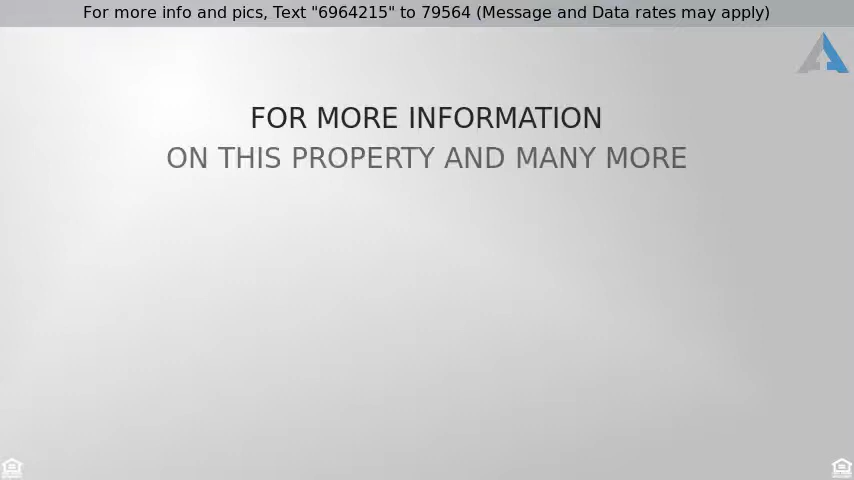 For more info and pics, Text "6964215" to 79564 (Message and Data rates may apply)
FOR MORE INFORMATION
ON THIS PROPERTY AND MANY MORE